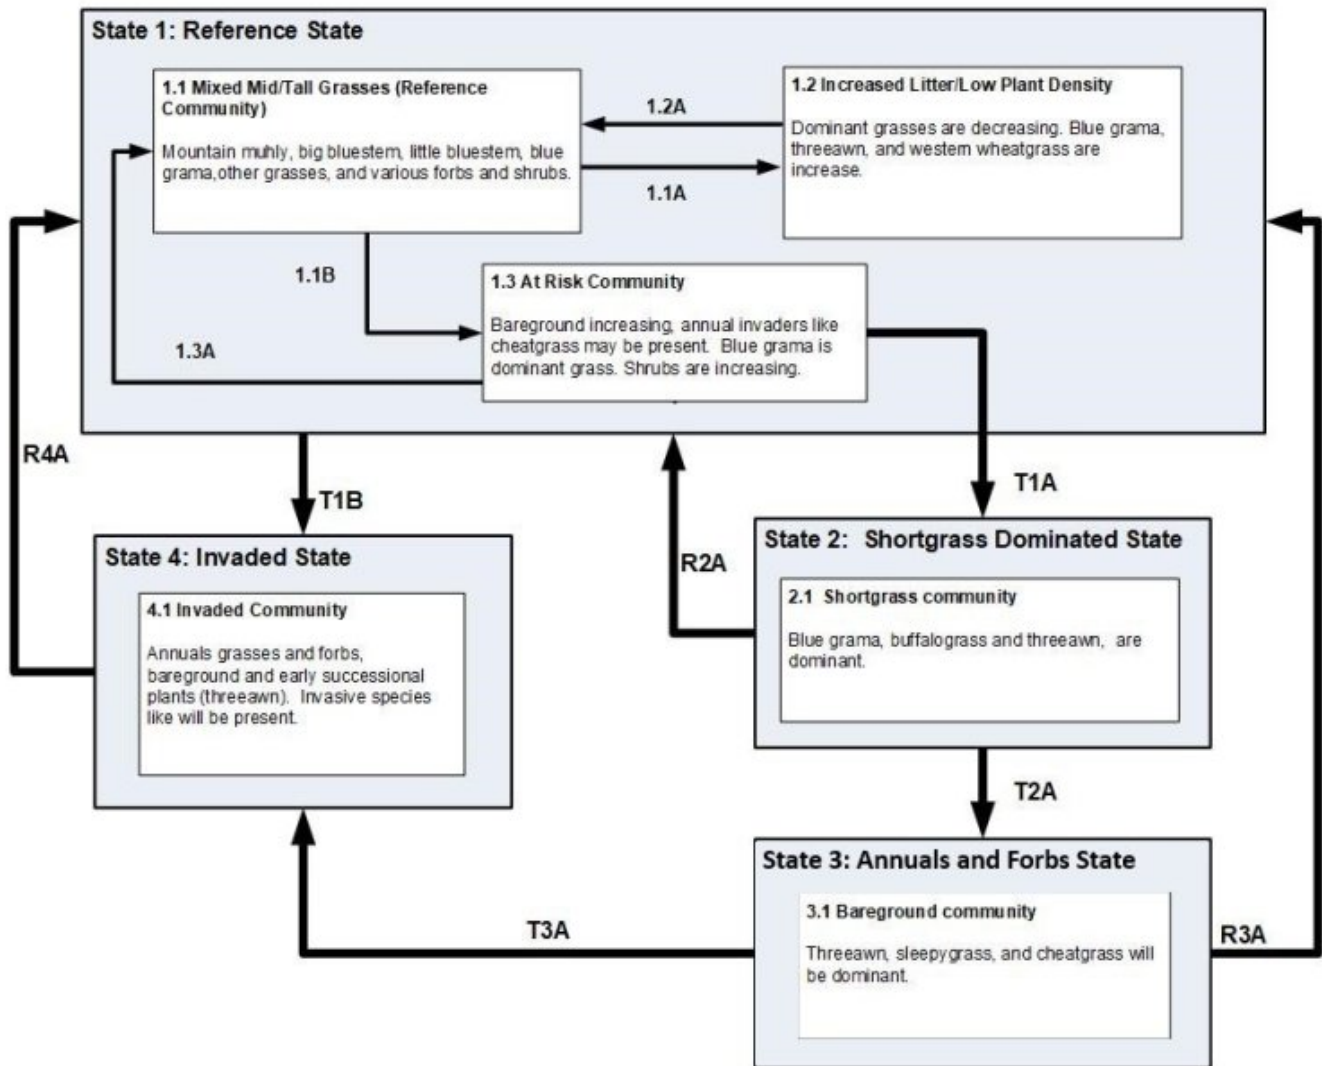 State 1: Reference State
1.1 Mixed Mid/Tall Grasses (Reference
Community)
Mountain muhly, big bluestem, little bluestem, blue
grama,other grasses, and various forbs and shrubs.
1.2A
1.1A
1.2 Increased Litter/Low Plant Density
Dominant grasses are decreasing. Blue grama,
threeawn, and western wheatgrass are
increase.
1.1B
1.3A
1.3 At Risk Community
Bareground increasing, annual invaders like
cheatgrass may be present. Blue grama is
dominant grass. Shrubs are increasing.
R4A
T1B
R2A
T1A
State 4: Invaded State
4.1 Invaded Community
Annuals grasses and forbs,
bareground and early successional
plants (threeawn). Invasive species
like will be present.
State 2: Shortgrass Dominated State
2.1 Shortgrass community
Blue grama, buffalograss and threeawn, are
dominant.
T2A
State 3: Annuals and Forbs State
3.1 Bareground community
Threeawn, sleepygrass, and cheatgrass will
be dominant.
T3A
R3A